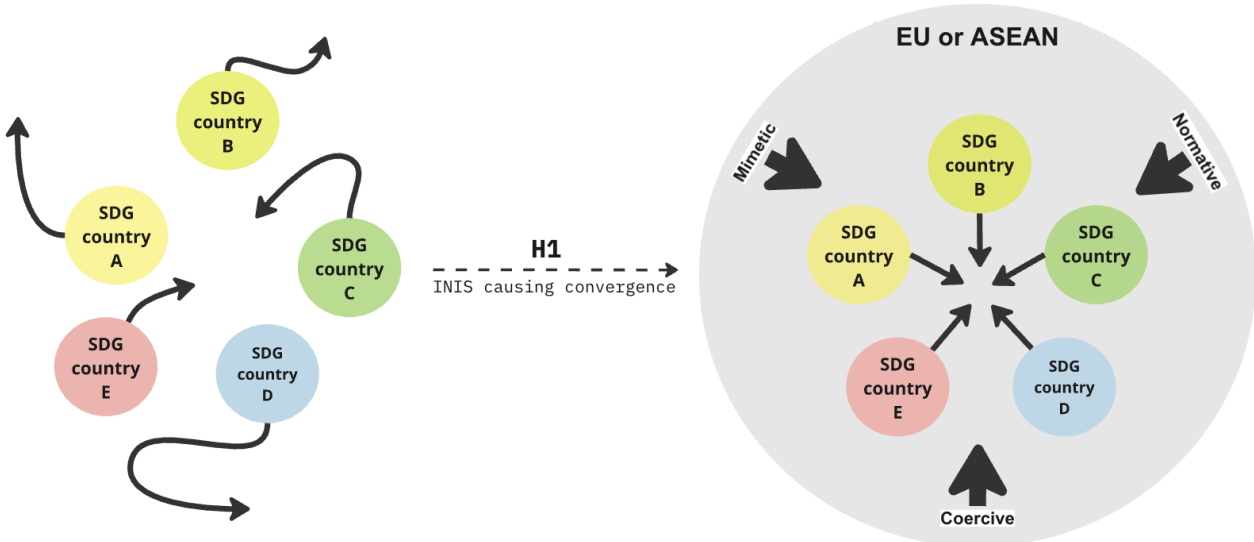 SDG
country
B
SDG
country
A
SDG
country
C
SDG
country
E
SDG
country
D
H1
INIS causing convergence
EU or ASEAN
Mimetic
Normative
SDG
country
B
SDG
country
A
SDG
country
C
SDG
country
E
SDG
country
D
Coercive